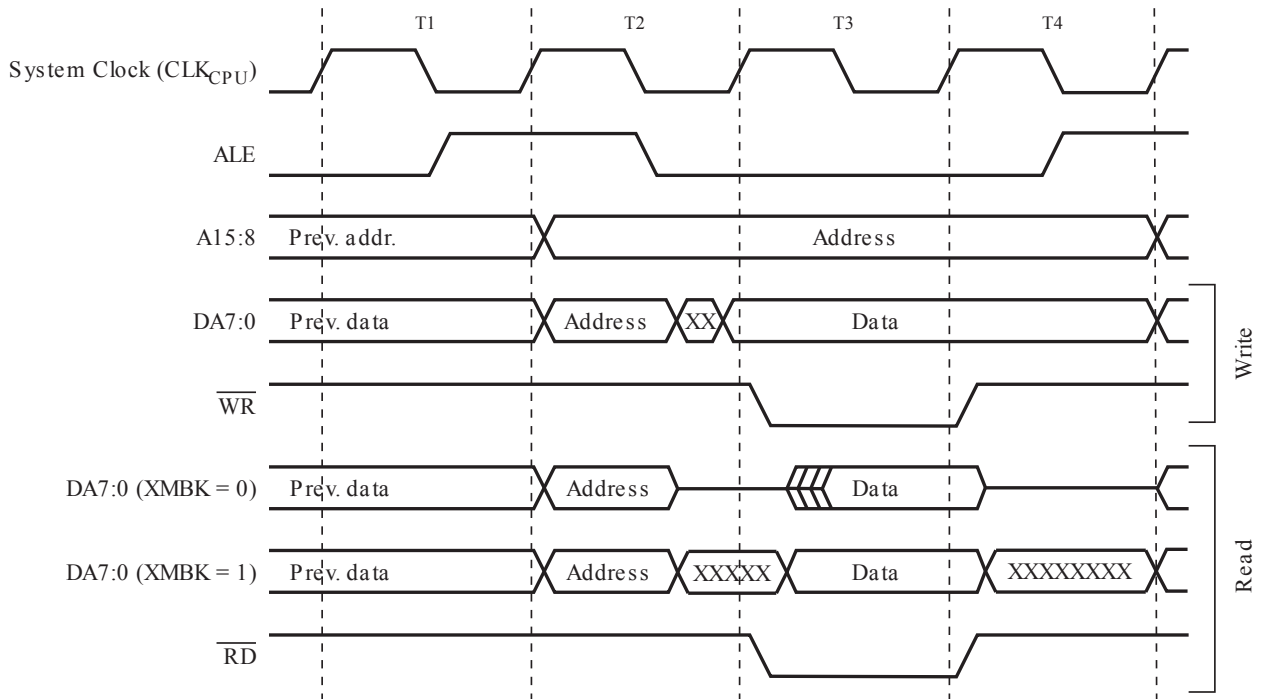 T1 T2 T3 T4
System Clock (CLKCPU)
ALE
A15:8 Prev. addr. Address
DA7:0 Prev. data Address XX Data
WR
Write
DA7:0 (XMBK = 0) Prev. data Address Data
DA7:0 (XMBK = 1) Prev. data Address XXXXX Data XXXXXXXX
RD
Read